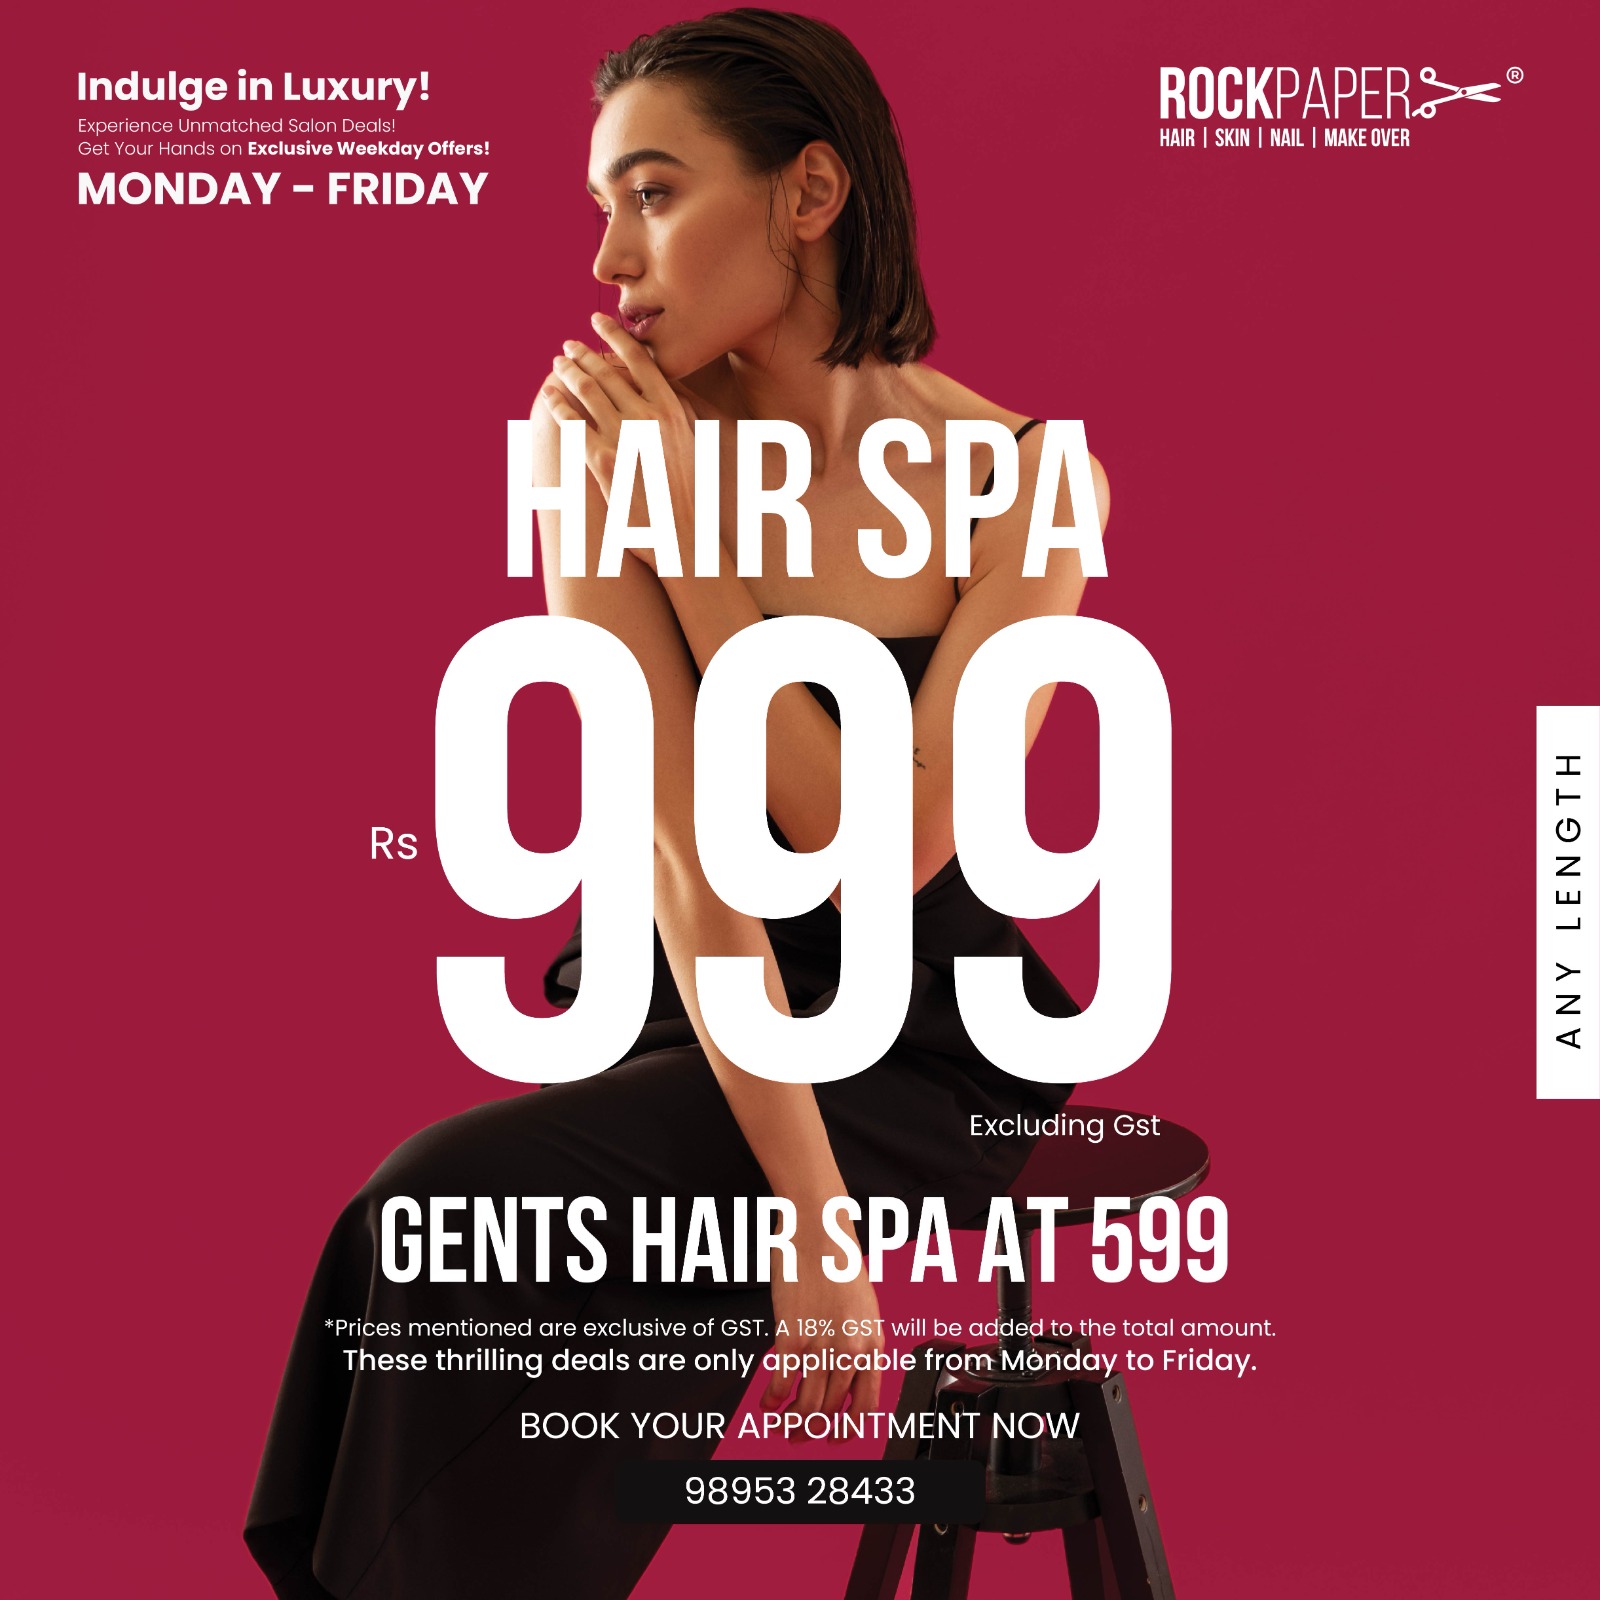 Indulge in Luxury!
Experience Unmatched Salon Deals!
Get Your Hands on Exclusive Weekday Offers!
MONDAY - FRIDAY
ROCKPAPER ®
HAIR | SKIN | NAIL | MAKE OVER
HAIR SPA
Rs 999
ANY LENGTH
Excluding Gst
GENTS HAIR SPA AT 599
*Prices mentioned are exclusive of GST. A 18% GST will be added to the total amount.
These thrilling deals are only applicable from Monday to Friday.
BOOK YOUR APPOINTMENT NOW
98953 28433